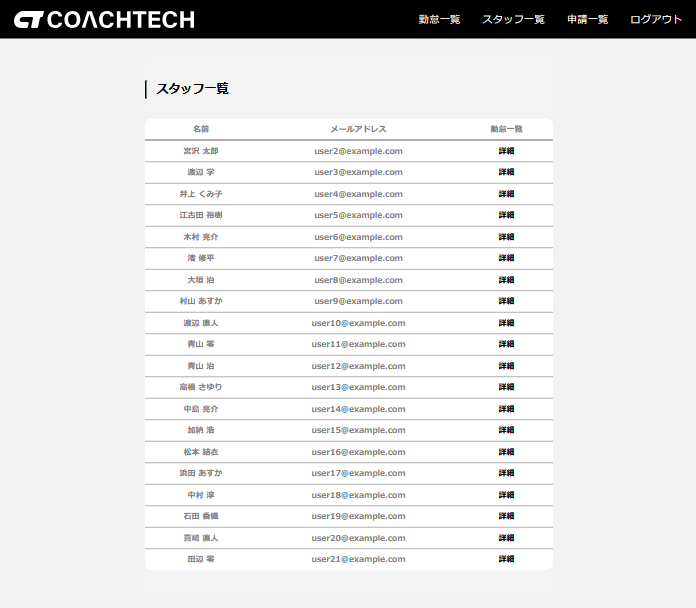 COACHTECH 勤怠一覧 スタッフ一覧 申請一覧 ログアウト
スタッフ一覧
名前 メールアドレス 勤怠一覧
宮沢 太郎 user2@example.com 詳細
渡辺 学 user3@example.com 詳細
井上 くみ子 user4@example.com 詳細
江古田 裕樹 user5@example.com 詳細
木村 亮介 user6@example.com 詳細
渚 修平 user7@example.com 詳細
大垣 治 user8@example.com 詳細
村山 あすか user9@example.com 詳細
渡辺 直人 user10@example.com 詳細
青山 零 user11@example.com 詳細
青山 治 user12@example.com 詳細
高橋 さゆり user13@example.com 詳細
中島 亮介 user14@example.com 詳細
加納 浩 user15@example.com 詳細
松本 結衣 user16@example.com 詳細
浜田 あすか user17@example.com 詳細
中村 淳 user18@example.com 詳細
石田 香織 user19@example.com 詳細
喜嶋 直人 user20@example.com 詳細
田辺 零 user21@example.com 詳細